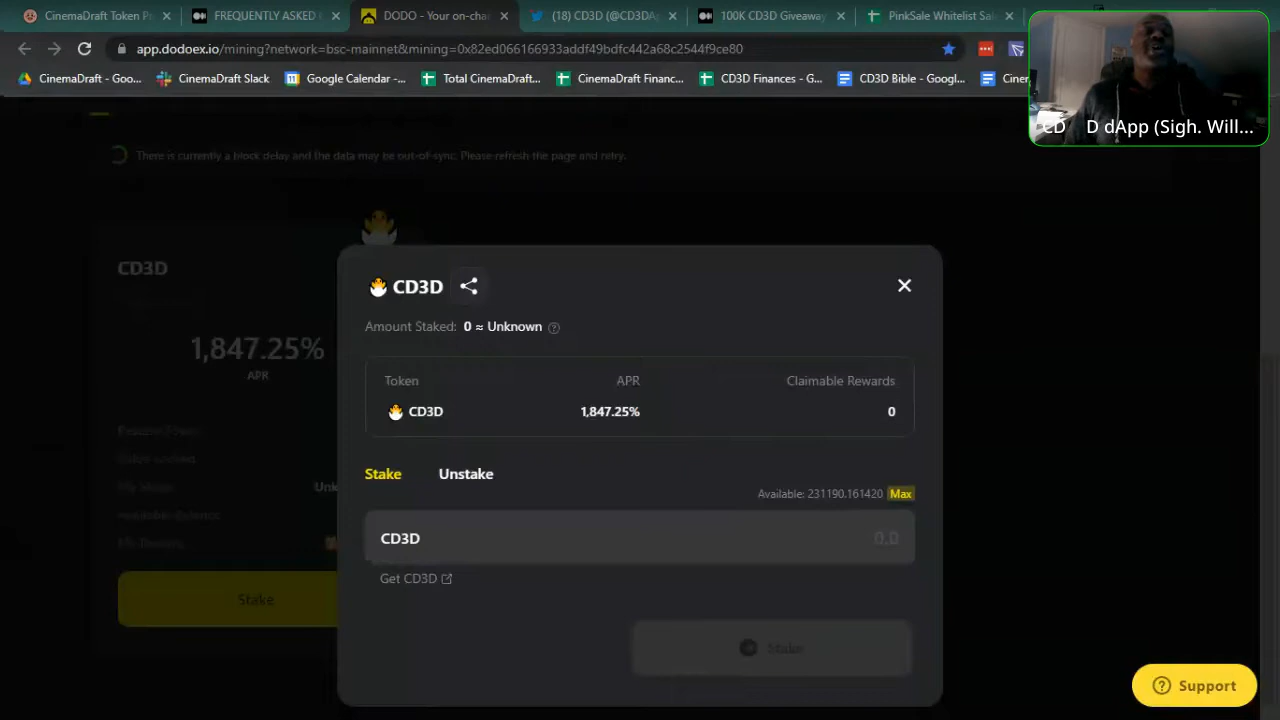 CinemaDraft Token P
FREQUENTLY ASKED
DODO - Your on-cha
(18) CD3D (@CD3DA
100K CD3D Giveaway
PinkSale Whitelist Sal
app.dodoex.io/mining?network=bsc-mainnet&mining=0x82ed066166933addf49bdfc442a68c2544f9ce80
CinemaDraft - Goo...
CinemaDraft Slack
Google Calendar -...
Total CinemaDraft...
CinemaDraft Financ...
CD3D Finances - G...
CD3D Bible - Googl...
Ciner
CD D dApp (Sigh. Will...
There is currently a block delay and the data may be out-of-sync. Please refresh the page and retry.
CD3D
1,847.25%
APR
Unk
Stake
CD3D
Amount Staked: 0 ≈ Unknown
Token APR Claimable Rewards
CD3D 1,847.25% 0
Stake Unstake
Available: 231190.161420 Max
CD3D 0.0
Get CD3D
Stake
Support